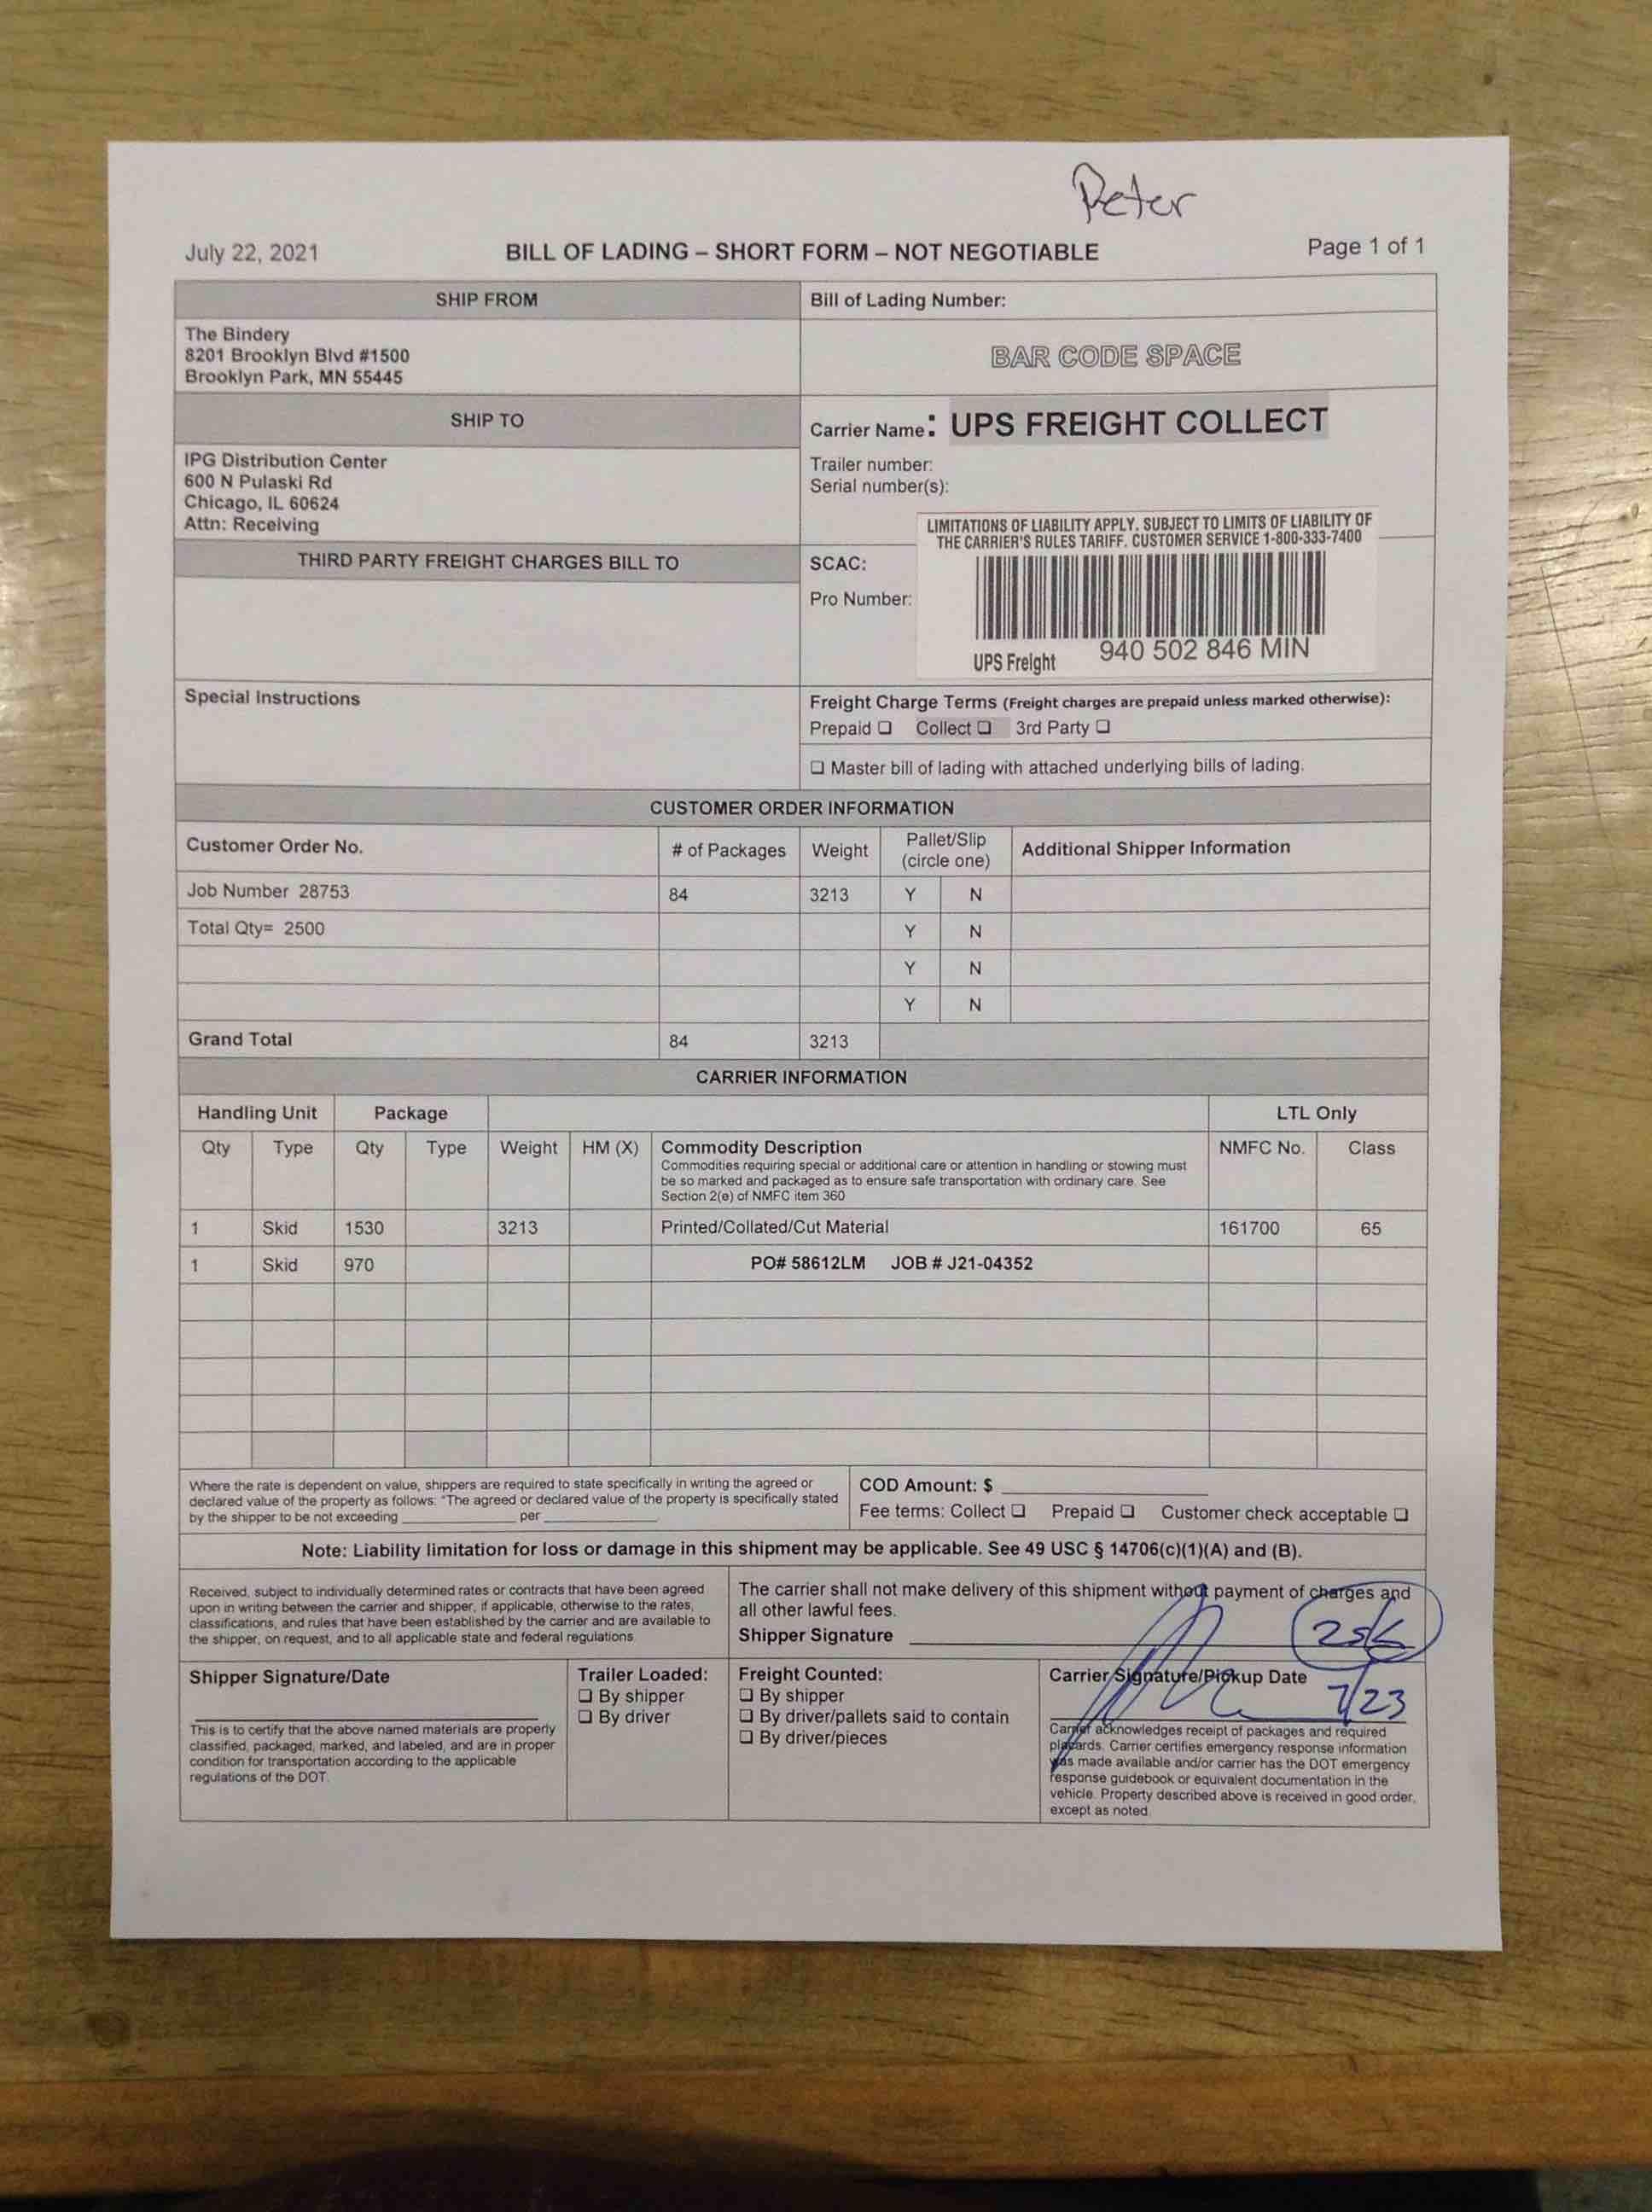 Peter
July 22, 2021 BILL OF LADING – SHORT FORM – NOT NEGOTIABLE Page 1 of 1
SHIP FROM
The Bindery
8201 Brooklyn Blvd #1500
Brooklyn Park, MN 55445
Bill of Lading Number:
BAR CODE SPACE
SHIP TO
IPG Distribution Center
600 N Pulaski Rd
Chicago, IL 60624
Attn: Receiving
Carrier Name: UPS FREIGHT COLLECT
Trailer number:
Serial number(s):
LIMITATIONS OF LIABILITY APPLY. SUBJECT TO LIMITS OF LIABILITY OF
THE CARRIER'S RULES TARIFF. CUSTOMER SERVICE 1-800-333-7400
THIRD PARTY FREIGHT CHARGES BILL TO
SCAC:
Pro Number:
UPS Freight 940 502 846 MIN
Special Instructions
Freight Charge Terms (Freight charges are prepaid unless marked otherwise):
Prepaid ❑ Collect ❑ 3rd Party ❑
❑ Master bill of lading with attached underlying bills of lading.
CUSTOMER ORDER INFORMATION
Customer Order No. # of Packages Weight Pallet/Slip (circle one) Additional Shipper Information
Job Number 28753 84 3213 Y N
Total Qty= 2500 Y N
Y N
Y N
Grand Total 84 3213
CARRIER INFORMATION
Handling Unit Package LTL Only
Qty Type Qty Type Weight HM (X) Commodity Description NMFC No. Class
Commodities requiring special or additional care or attention in handling or stowing must
be so marked and packaged as to ensure safe transportation with ordinary care. See
Section 2(e) of NMFC item 360
1 Skid 1530 3213 Printed/Collated/Cut Material 161700 65
1 Skid 970 PO# 58612LM JOB # J21-04352
Where the rate is dependent on value, shippers are required to state specifically in writing the agreed or
declared value of the property as follows: "The agreed or declared value of the property is specifically stated
by the shipper to be not exceeding ____ per ____
COD Amount: $ ____
Fee terms: Collect ❑ Prepaid ❑ Customer check acceptable ❑
Note: Liability limitation for loss or damage in this shipment may be applicable. See 49 USC § 14706(c)(1)(A) and (B).
Received, subject to individually determined rates or contracts that have been agreed
upon in writing between the carrier and shipper, if applicable, otherwise to the rates,
classifications, and rules that have been established by the carrier and are available to
the shipper, on request, and to all applicable state and federal regulations.
The carrier shall not make delivery of this shipment without payment of charges and
all other lawful fees.
Shipper Signature
Shipper Signature/Date
This is to certify that the above named materials are properly
classified, packaged, marked, and labeled, and are in proper
condition for transportation according to the applicable
regulations of the DOT.
Trailer Loaded:
❑ By shipper
❑ By driver
Freight Counted:
❑ By shipper
❑ By driver/pallets said to contain
❑ By driver/pieces
Carrier Signature/Pickup Date
7/23
Carrier acknowledges receipt of packages and required
placards. Carrier certifies emergency response information
was made available and/or carrier has the DOT emergency
response guidebook or equivalent documentation in the
vehicle. Property described above is received in good order,
except as noted.